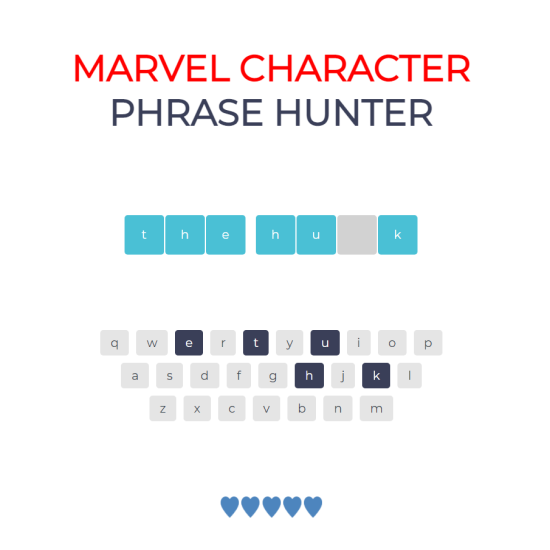 MARVEL CHARACTER
PHRASE HUNTER
t h e h u k
q w e r t y u i o p
a s d f g h j k l
z x c v b n m